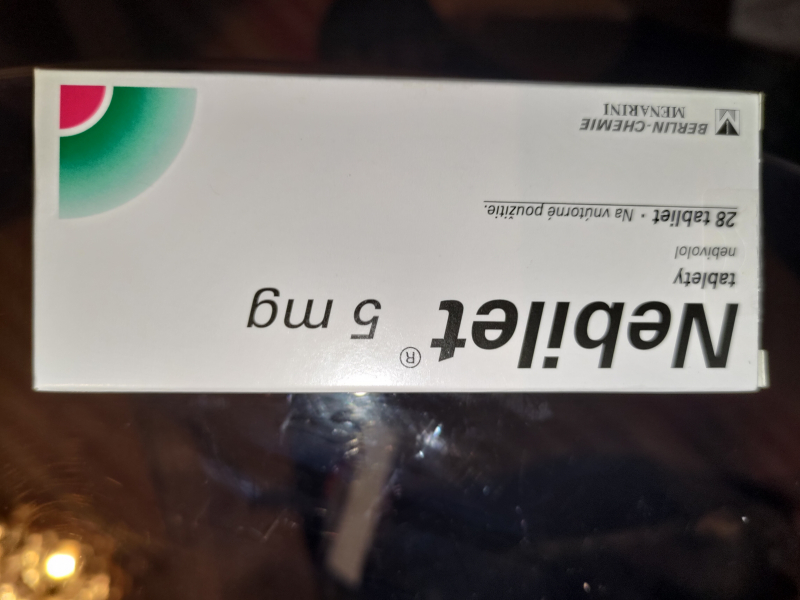 Nebilet® 5 mg
tablety
nebivolol
28 tabliet • Na vnútorné použitie.
BERLIN-CHEMIE
MENARINI